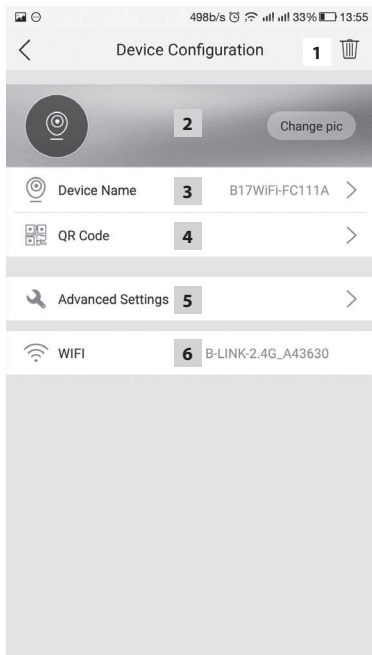 498b/s 33% 13:55
Device Configuration 1
2 Change pic
Device Name 3 B17WiFi-FC111A
QR Code 4
Advanced Settings 5
WIFI 6 B-LINK-2.4G_A43630